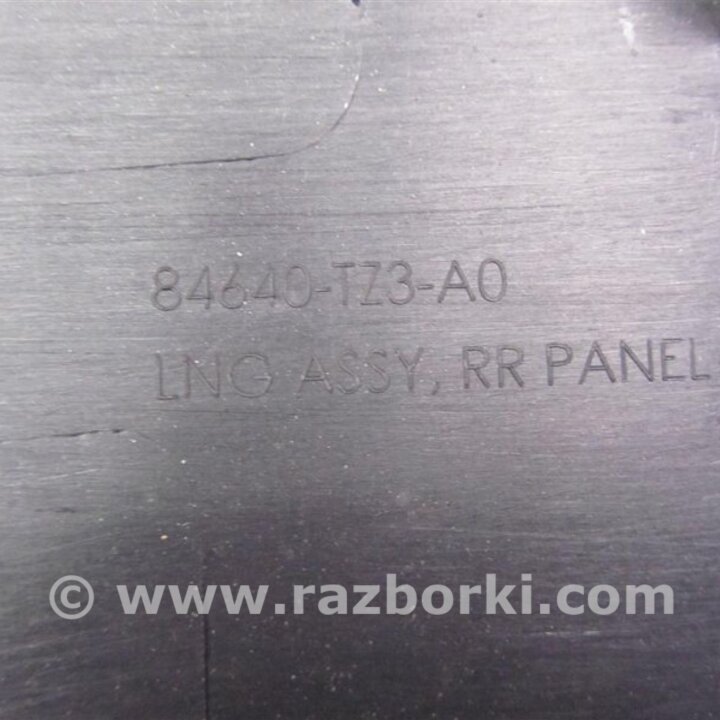 84640-TZ3-A0
LNG ASSY, RR PANEL
© www.razborki.com